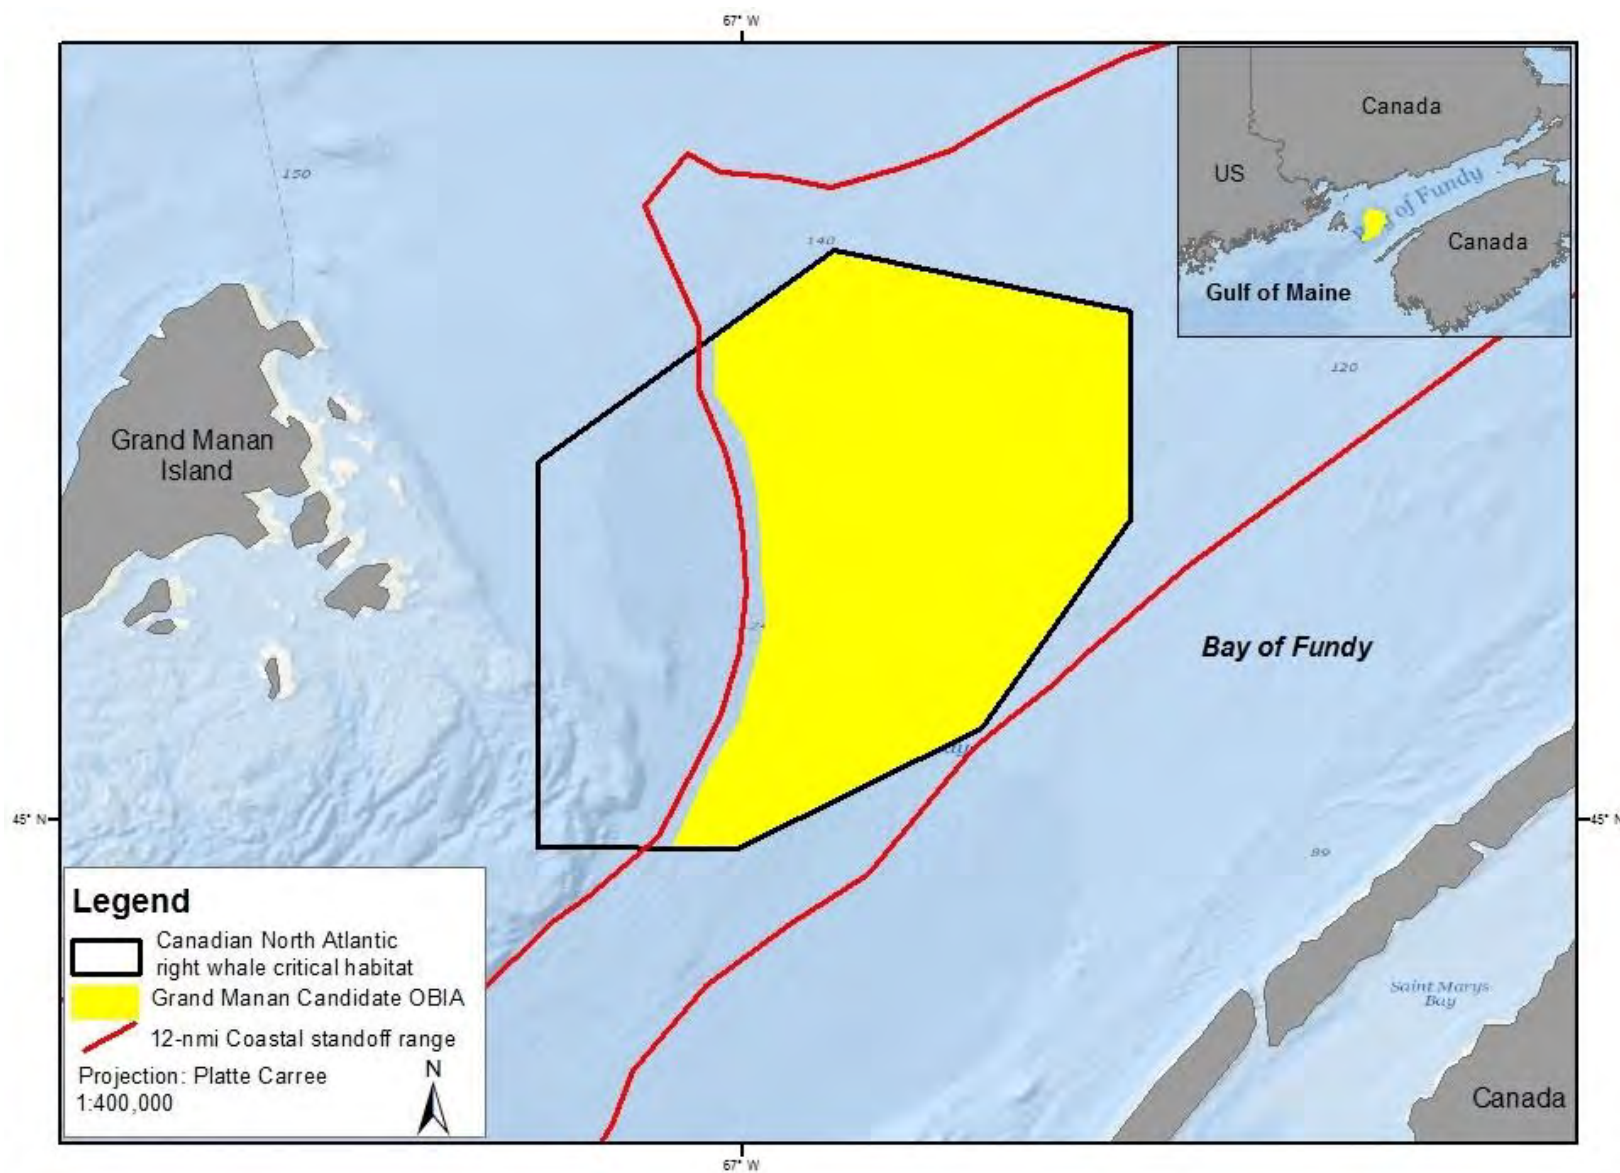 67° W
150
140
Canada
US
Bay of Fundy
Canada
Gulf of Maine
120
Grand Manan
Island
Bay of Fundy
45° N
45° N
89
Legend
Canadian North Atlantic
right whale critical habitat
Grand Manan Candidate OBIA
12-nmi Coastal standoff range
Projection: Platte Carree
1:400,000
N
Saint Marys
Bay
Canada
67° W